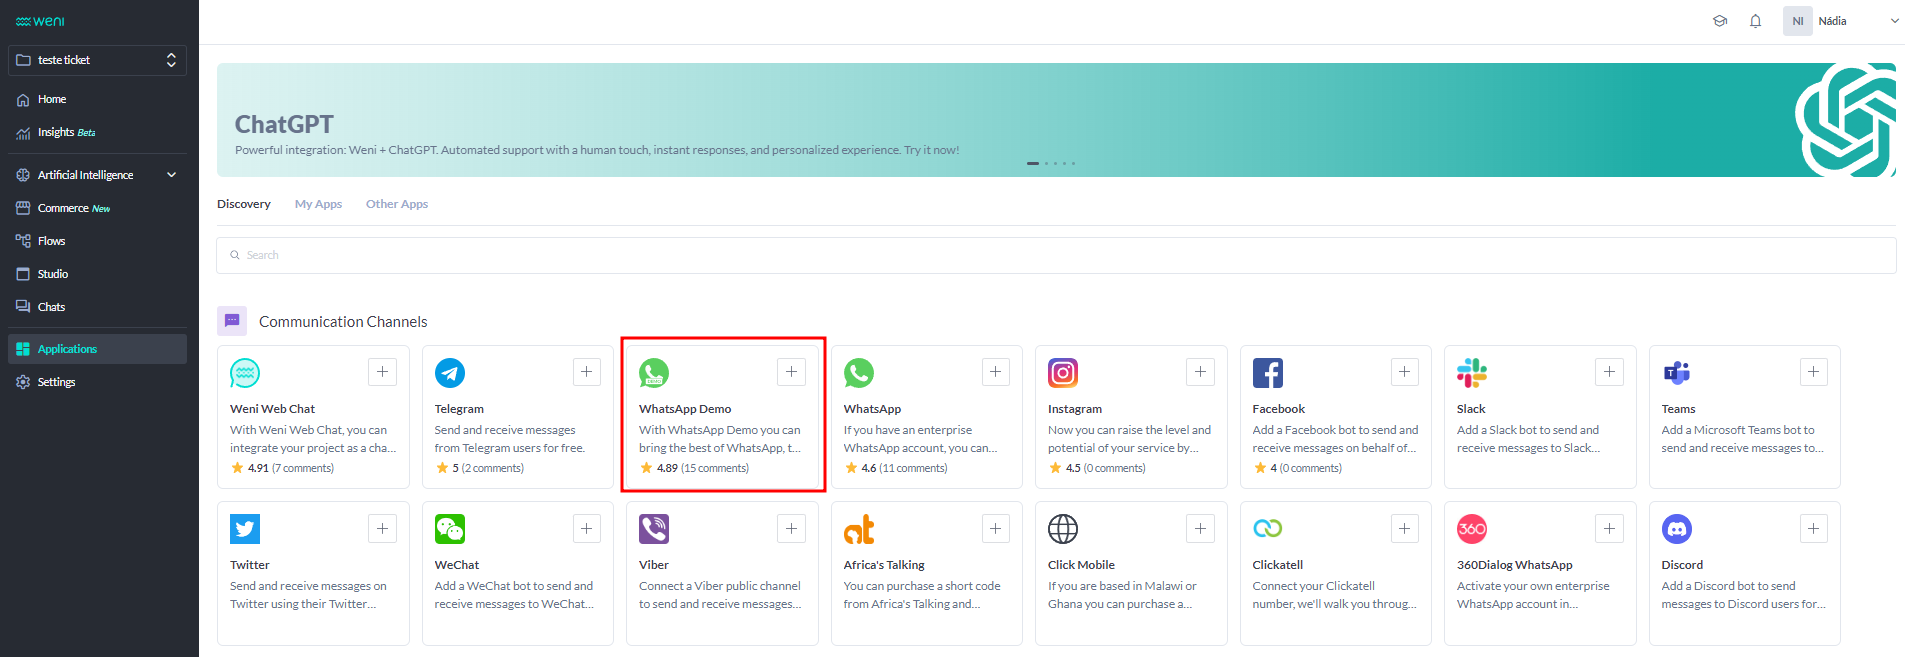 weni
teste ticket
NI Nádia
Home
Insights Beta
Artificial Intelligence
Commerce New
Flows
Studio
Chats
Applications
Settings
ChatGPT
Powerful integration: Weni + ChatGPT. Automated support with a human touch, instant responses, and personalized experience. Try it now!
Discovery My Apps Other Apps
Search
Communication Channels
Weni Web Chat
With Weni Web Chat, you can
integrate your project as a cha...
4.91 (7 comments)
Telegram
Send and receive messages
from Telegram users for free.
5 (2 comments)
DEMO
WhatsApp Demo
With WhatsApp Demo you can
bring the best of WhatsApp, t...
4.89 (15 comments)
WhatsApp
If you have an enterprise
WhatsApp account, you can...
4.6 (11 comments)
Instagram
Now you can raise the level and
potential of your service by...
4.5 (0 comments)
Facebook
Add a Facebook bot to send and
receive messages on behalf of...
4 (0 comments)
Slack
Add a Slack bot to send and
receive messages to Slack...
T
Teams
Add a Microsoft Teams bot to
send and receive messages to...
Twitter
Send and receive messages on
Twitter using their Twitter...
WeChat
Add a WeChat bot to send and
receive messages to WeChat...
Viber
Connect a Viber public channel
to send and receive messages...
at
Africa's Talking
You can purchase a short code
from Africa's Talking and...
Click Mobile
If you are based in Malawi or
Ghana you can purchase a...
Clickatell
Connect your Clickatell
number, we'll walk you throug...
360
360Dialog WhatsApp
Activate your own enterprise
WhatsApp account in...
Discord
Add a Discord bot to send
messages to Discord users for...